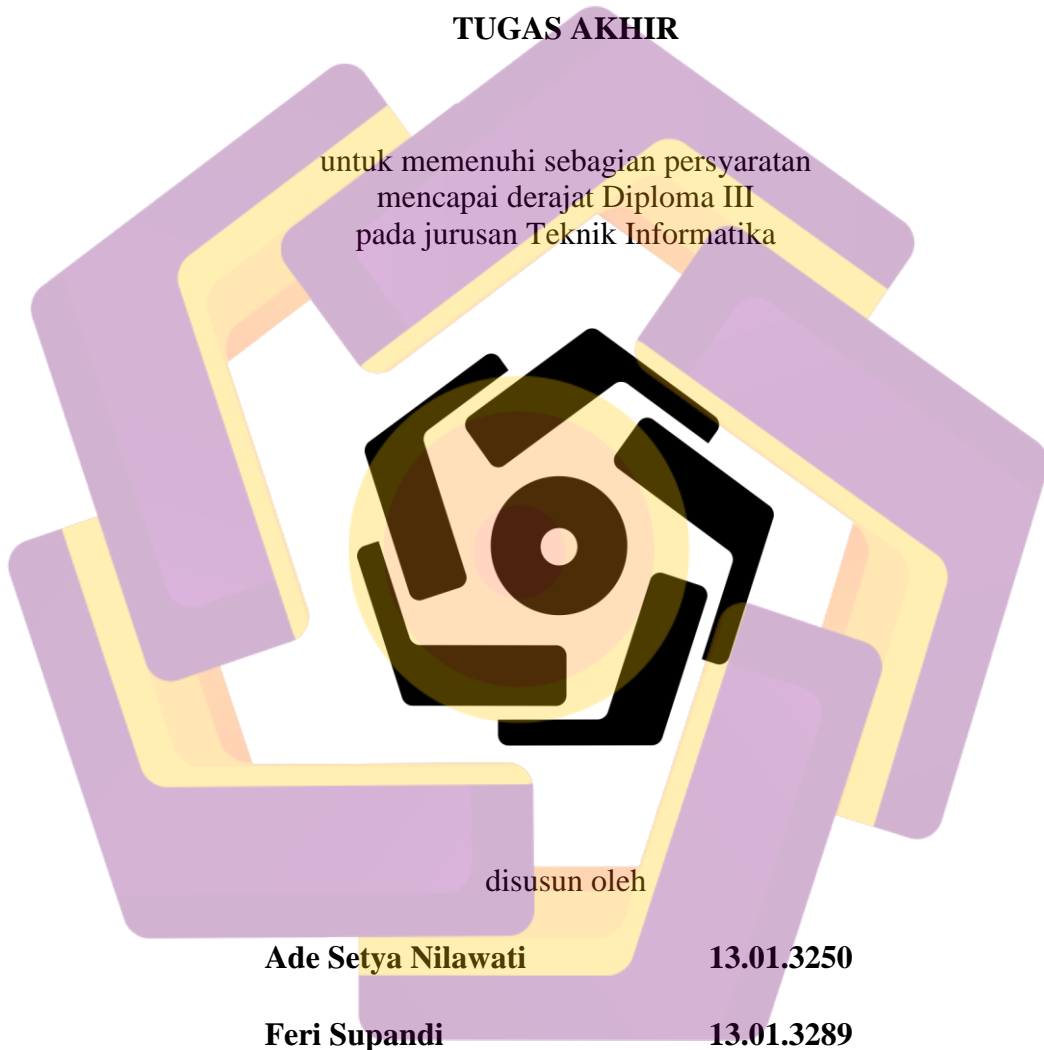 TUGAS AKHIR
untuk memenuhi sebagian persyaratan
mencapai derajat Diploma III
pada jurusan Teknik Informatika
disusun oleh
Ade Setya Nilawati 13.01.3250
Feri Supandi 13.01.3289